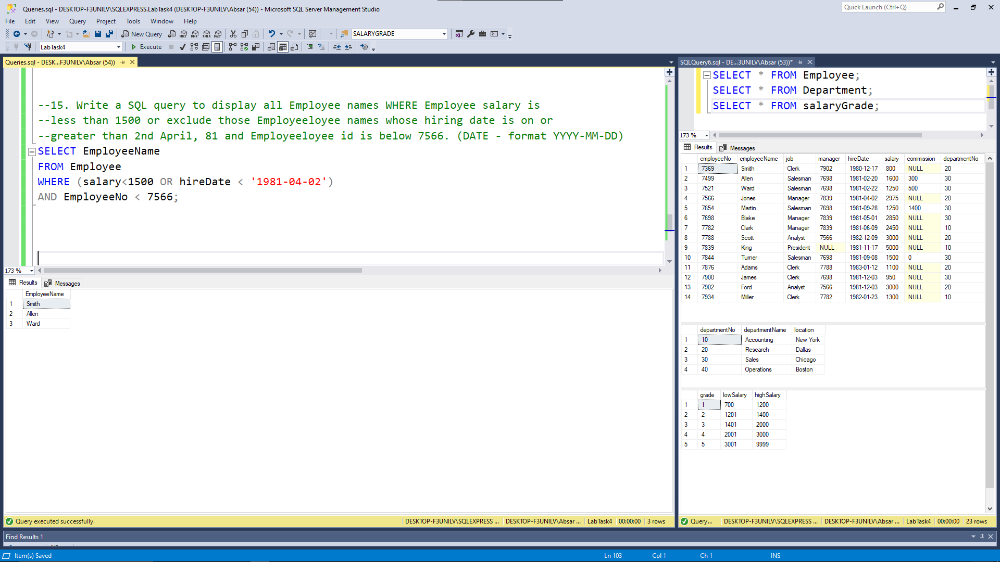 Queries.sql - DESKTOP-F3UNILV\SQLEXPRESS.LabTask4 (DESKTOP-F3UNILV\Absar (54)) - Microsoft SQL Server Management Studio
Quick Launch (Ctrl+Q)
File Edit View Query Project Tools Window Help
New Query MDX DMX XMLA DAX SALARYGRADE
LabTask4 Execute
Queries.sql - DESK...F3UNILV\Absar (54))
--15. Write a SQL query to display all Employee names WHERE Employee salary is
--less than 1500 or exclude those Employeeloyee names whose hiring date is on or
--greater than 2nd April, 81 and Employeeloyee id is below 7566. (DATE - format YYYY-MM-DD)
SELECT EmployeeName
FROM Employee
WHERE (salary<1500 OR hireDate < '1981-04-02')
AND EmployeeNo < 7566;
173 %
Results Messages
EmployeeName
1 Smith
2 Allen
3 Ward
Query executed successfully. DESKTOP-F3UNILV\SQLEXPRESS ... DESKTOP-F3UNILV\Absar ... LabTask4 00:00:00 3 rows
SQLQuery6.sql - DE...3UNILV\Absar (53))*
SELECT * FROM Employee;
SELECT * FROM Department;
SELECT * FROM salaryGrade;
173 %
Results Messages
employeeNo employeeName job manager hireDate salary commission departmentNo
1 7369 Smith Clerk 7902 1980-12-17 800 NULL 20
2 7499 Allen Salesman 7698 1981-02-20 1600 300 30
3 7521 Ward Salesman 7698 1981-02-22 1250 500 30
4 7566 Jones Manager 7839 1981-04-02 2975 NULL 20
5 7654 Martin Salesman 7698 1981-09-28 1250 1400 30
6 7698 Blake Manager 7839 1981-05-01 2850 NULL 30
7 7782 Clark Manager 7839 1981-06-09 2450 NULL 10
8 7788 Scott Analyst 7566 1982-12-09 3000 NULL 20
9 7839 King President NULL 1981-11-17 5000 NULL 10
10 7844 Turner Salesman 7698 1981-09-08 1500 0 30
11 7876 Adams Clerk 7788 1983-01-12 1100 NULL 20
12 7900 James Clerk 7698 1981-12-03 950 NULL 30
13 7902 Ford Analyst 7566 1981-12-03 3000 NULL 20
14 7934 Miller Clerk 7782 1982-01-23 1300 NULL 10
departmentNo departmentName location
1 10 Accounting New York
2 20 Research Dallas
3 30 Sales Chicago
4 40 Operations Boston
grade lowSalary highSalary
1 1 700 1200
2 2 1201 1400
3 3 1401 2000
4 4 2001 3000
5 5 3001 9999
Query... DESKTOP-F3UNILV\SQLEXPRESS ... DESKTOP-F3UNILV\Absar ... LabTask4 00:00:00 23 rows
Find Results 1
Item(s) Saved Ln 103 Col 1 Ch 1 INS